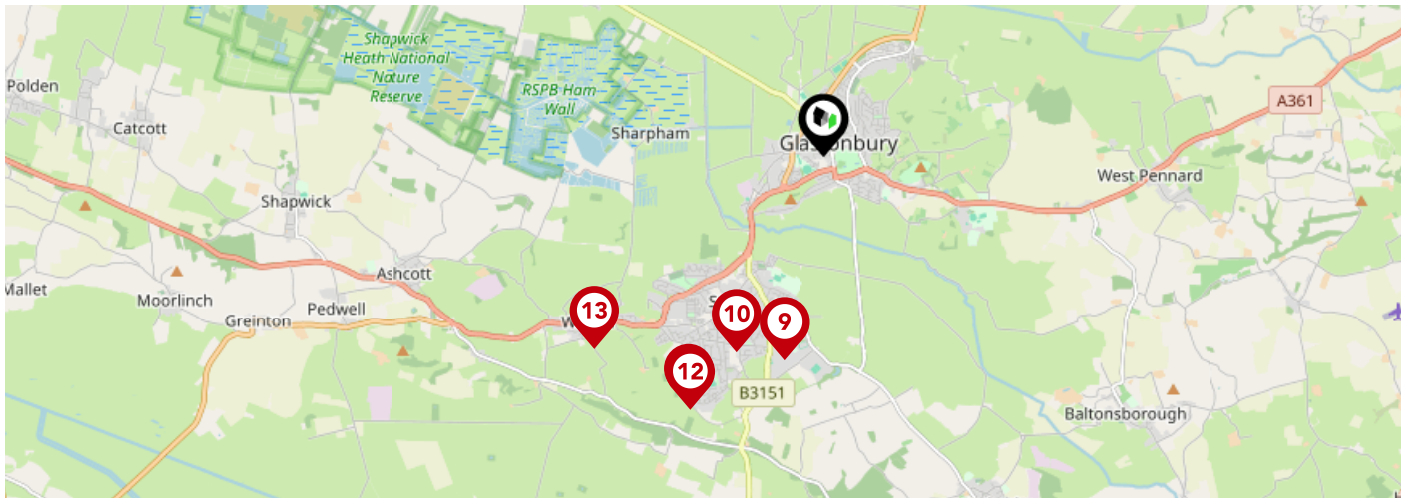 Shapwick
Heath National
Nature
Reserve
RSPB Ham
Wall
Polden
A361
Catcott
Sharpham
West Pennard
Shapwick
Ashcott
Mallet
Moorlinch
Pedwell
Greinton
13
10
9
12
B3151
Baltonsborough